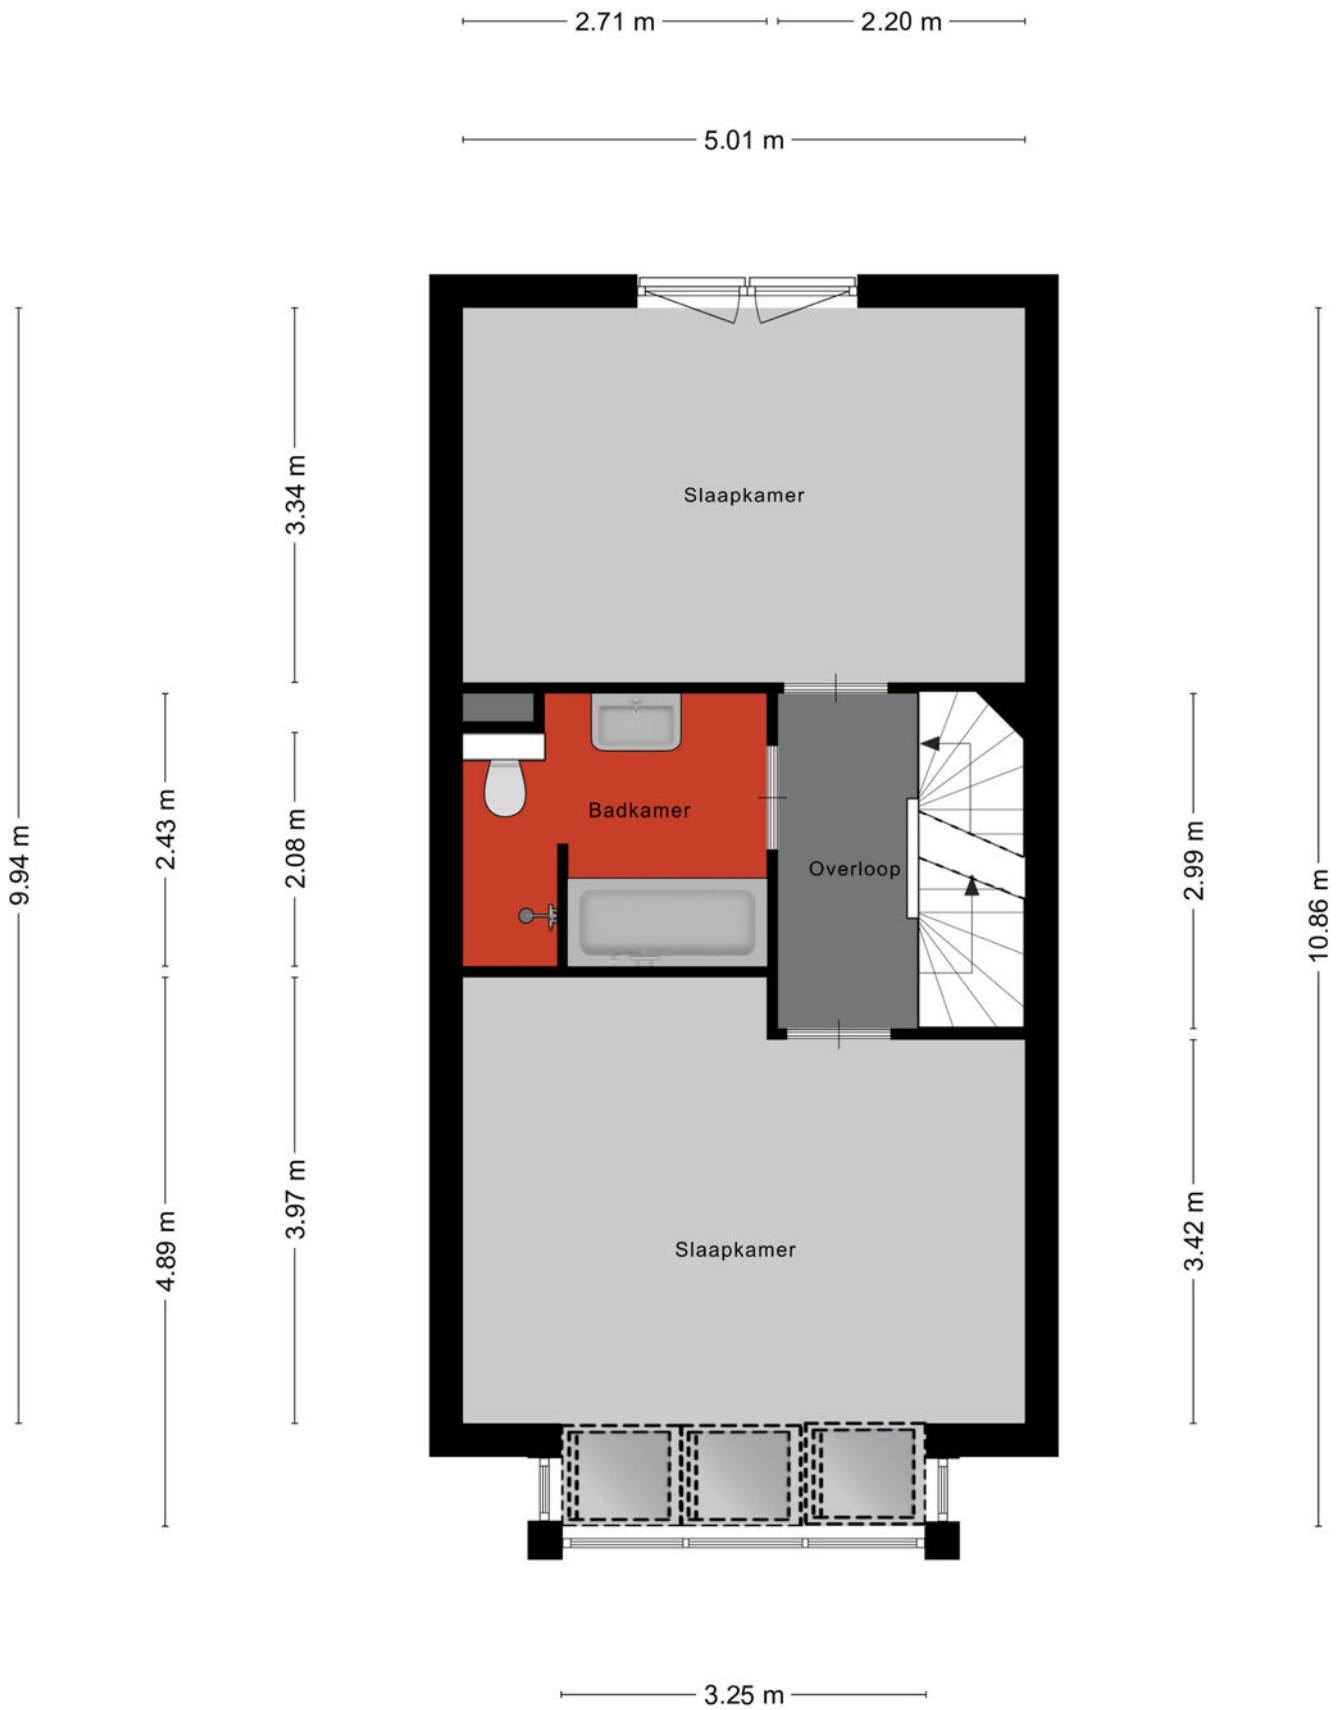 2.71 m
2.20 m
5.01 m
3.34 m
Slaapkamer
2.43 m
2.08 m
9.94 m
Badkamer
Overloop
2.99 m
10.86 m
3.97 m
4.89 m
Slaapkamer
3.42 m
3.25 m